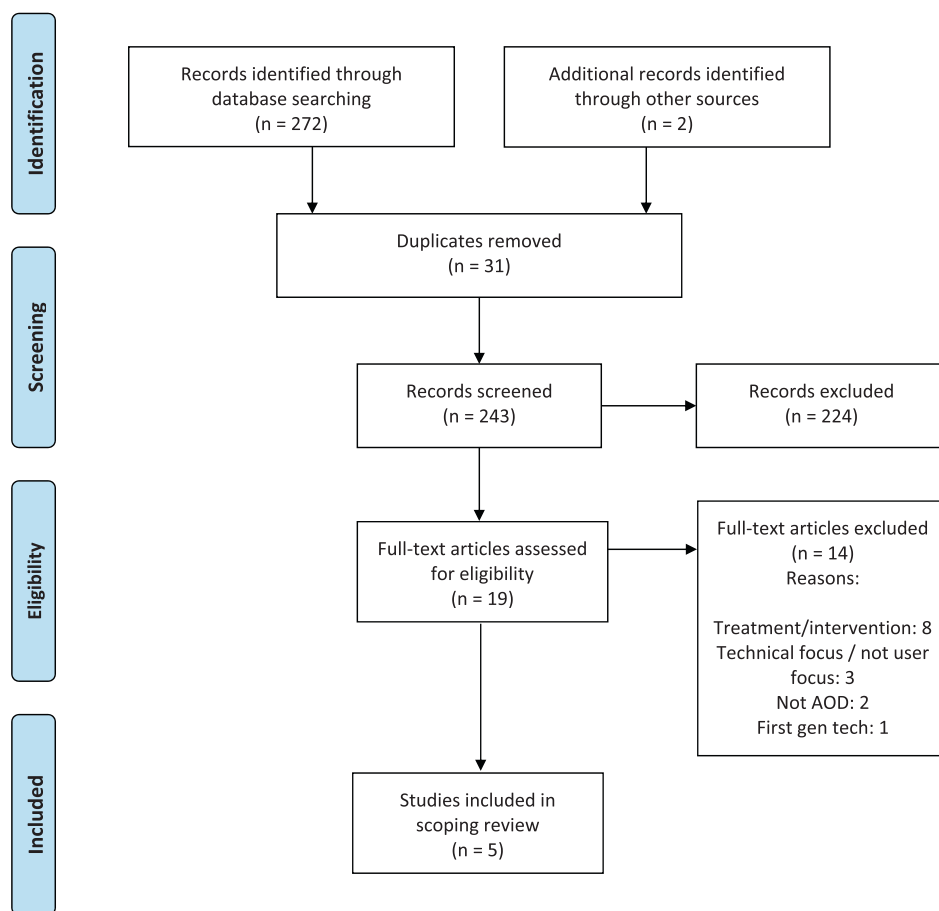 Identification
Records identified through
database searching
(n = 272)
Additional records identified
through other sources
(n = 2)
Duplicates removed
(n = 31)
Screening
Records screened
(n = 243)
Records excluded
(n = 224)
Eligibility
Full-text articles assessed
for eligibility
(n = 19)
Full-text articles excluded
(n = 14)
Reasons:
Treatment/intervention: 8
Technical focus / not user
focus: 3
Not AOD: 2
First gen tech: 1
Included
Studies included in
scoping review
(n = 5)